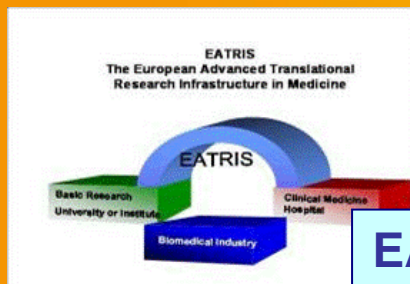 EATRIS
The European Advanced Translational
Research Infrastructure in Medicine
EATRIS
Basic Research
University or Institute
Clinical Medicine
Hospital
Biomedical Industry
EA